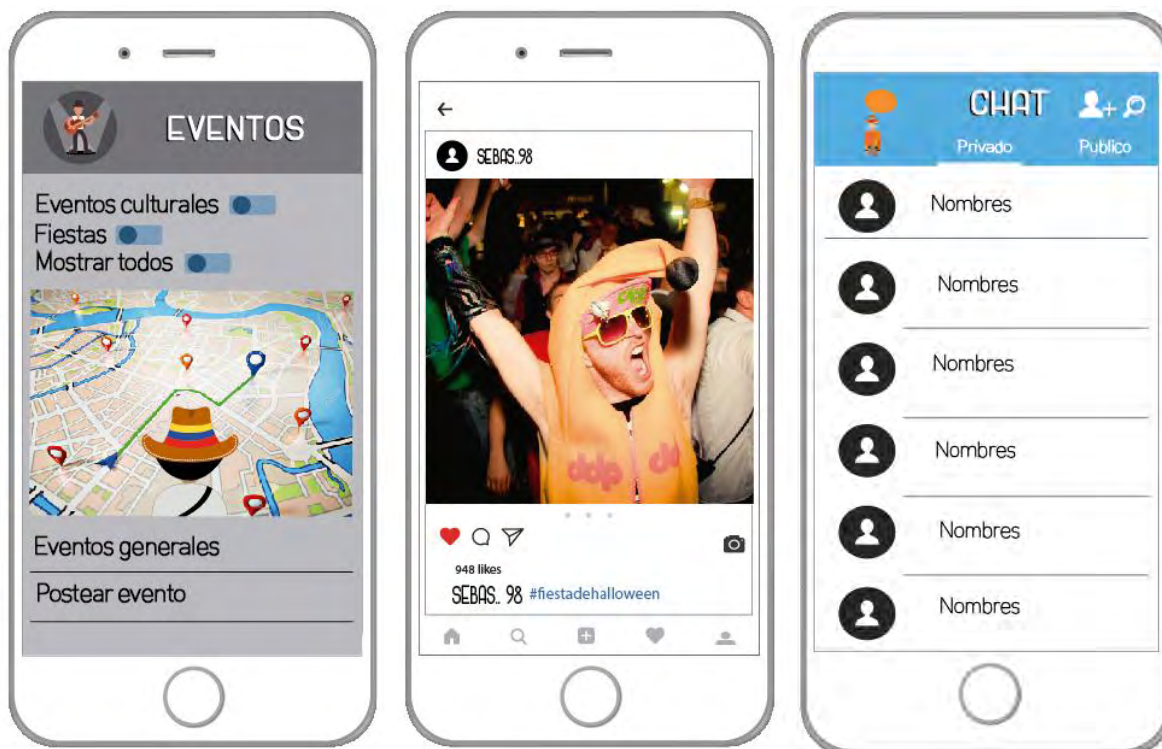 EVENTOS
Eventos culturales
Fiestas
Mostrar todos
Eventos generales
Postear evento
SEBAS..98
ddp
948 likes
SEBAS.. 98 #fiestadehalloween
CHAT
Privado Publico
Nombres
Nombres
Nombres
Nombres
Nombres
Nombres